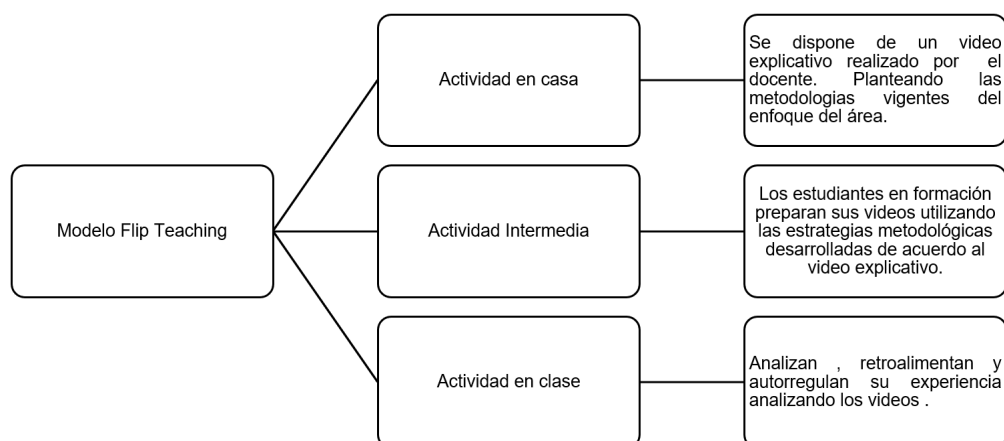 Modelo Flip Teaching
Actividad en casa
Se dispone de un video
explicativo realizado por el
docente. Planteando las
metodologias vigentes del
enfoque del área.
Actividad Intermedia
Los estudiantes en formación
preparan sus videos utilizando
las estrategias metodológicas
desarrolladas de acuerdo al
video explicativo.
Actividad en clase
Analizan , retroalimentan y
autorregulan su experiencia
analizando los videos .